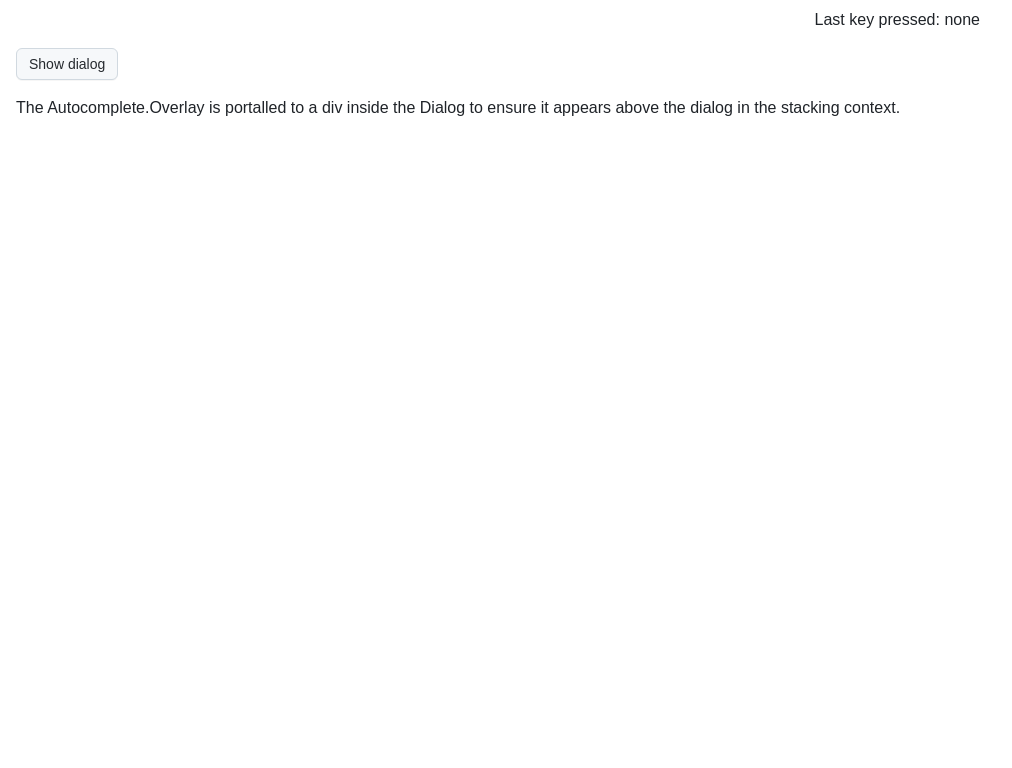 Last key pressed: none
Show dialog
The Autocomplete.Overlay is portalled to a div inside the Dialog to ensure it appears above the dialog in the stacking context.